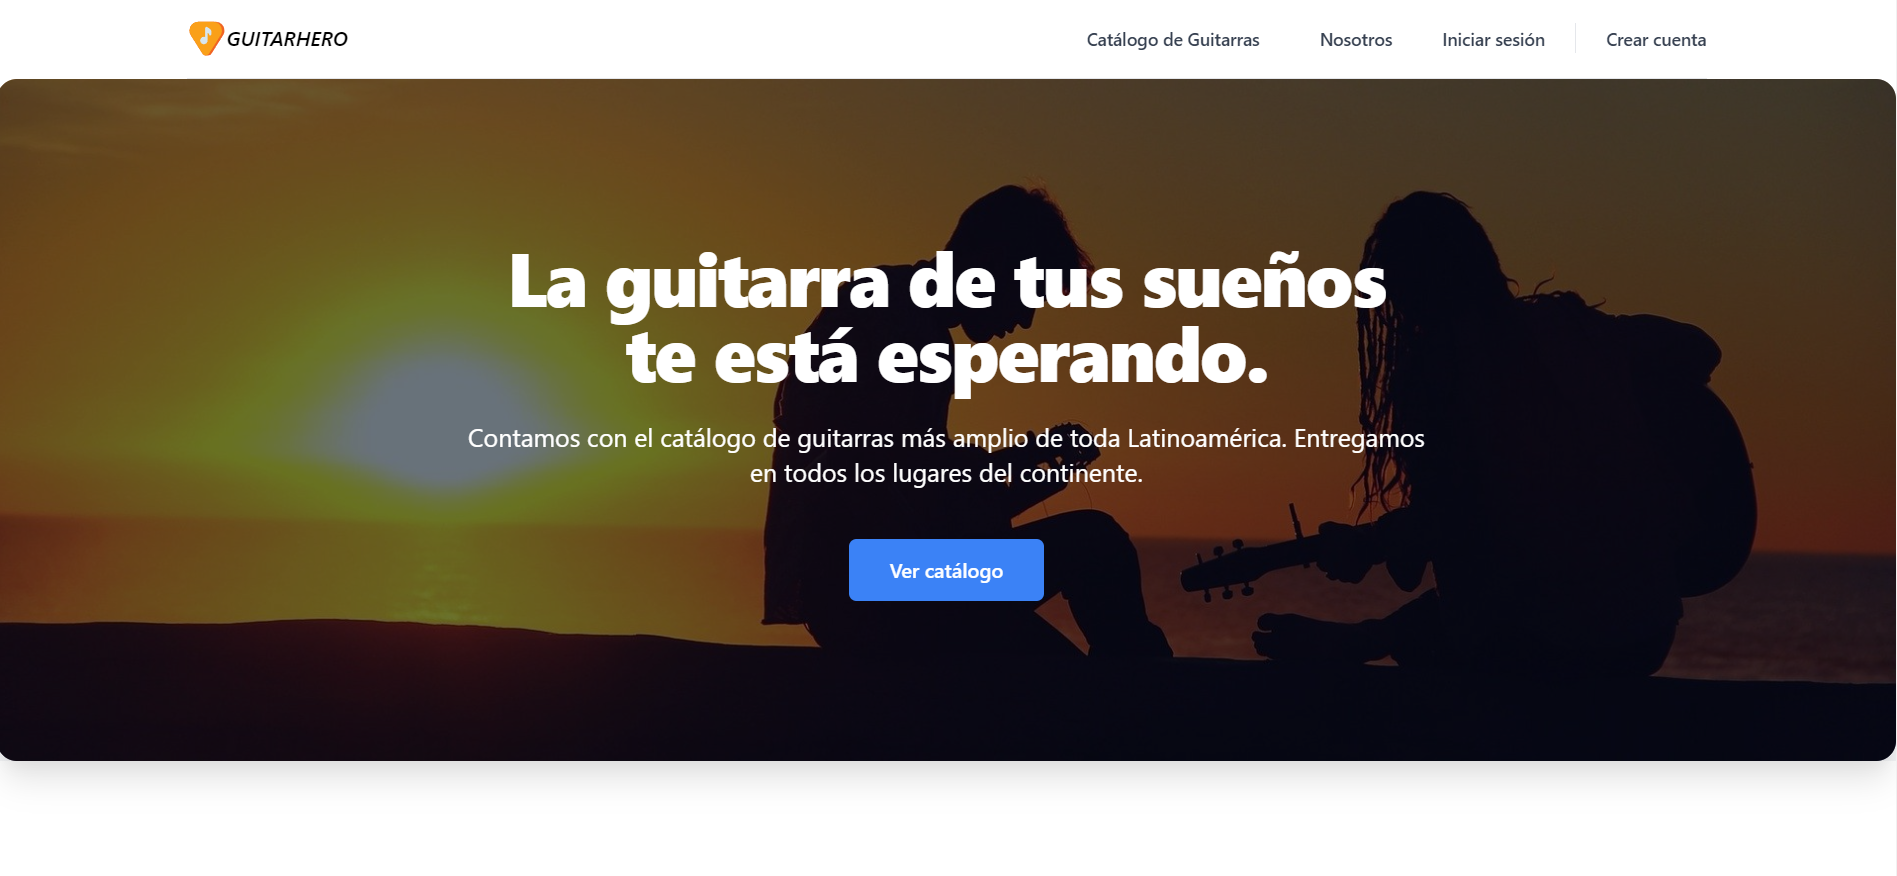 GUITARHERO
Catálogo de Guitarras
Nosotros
Iniciar sesión
Crear cuenta
La guitarra de tus sueños
te está esperando.
Contamos con el catálogo de guitarras más amplio de toda Latinoamérica. Entregamos
en todos los lugares del continente.
Ver catálogo